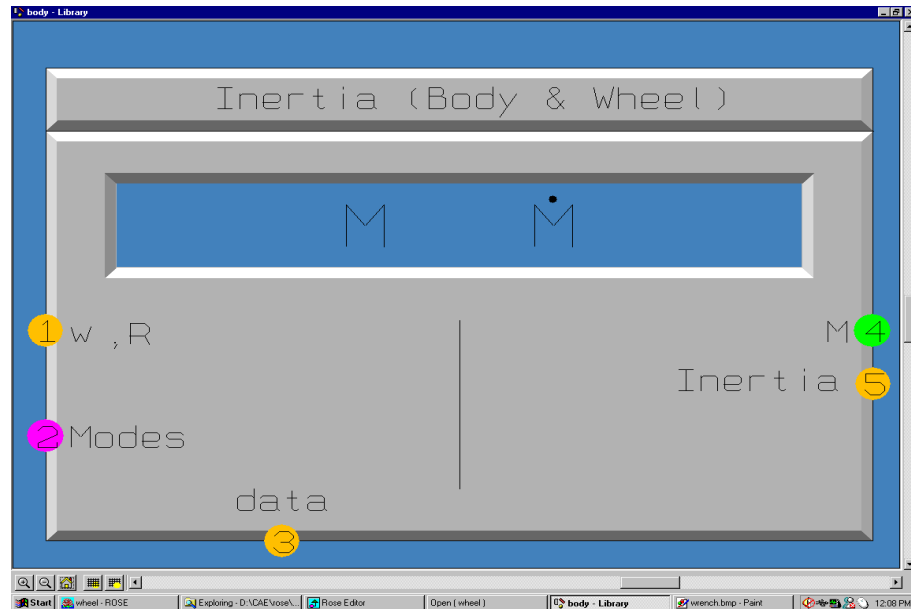 body - Library
Inertia (Body & Wheel)
M M
1 w ,R
M 4
Inertia 5
2 Modes
data
3
Start wheel - ROSE Exploring - D:\CAE\rose\... Rose Editor Open ( wheel ) body - Library wrench.bmp - Paint 12:08 PM